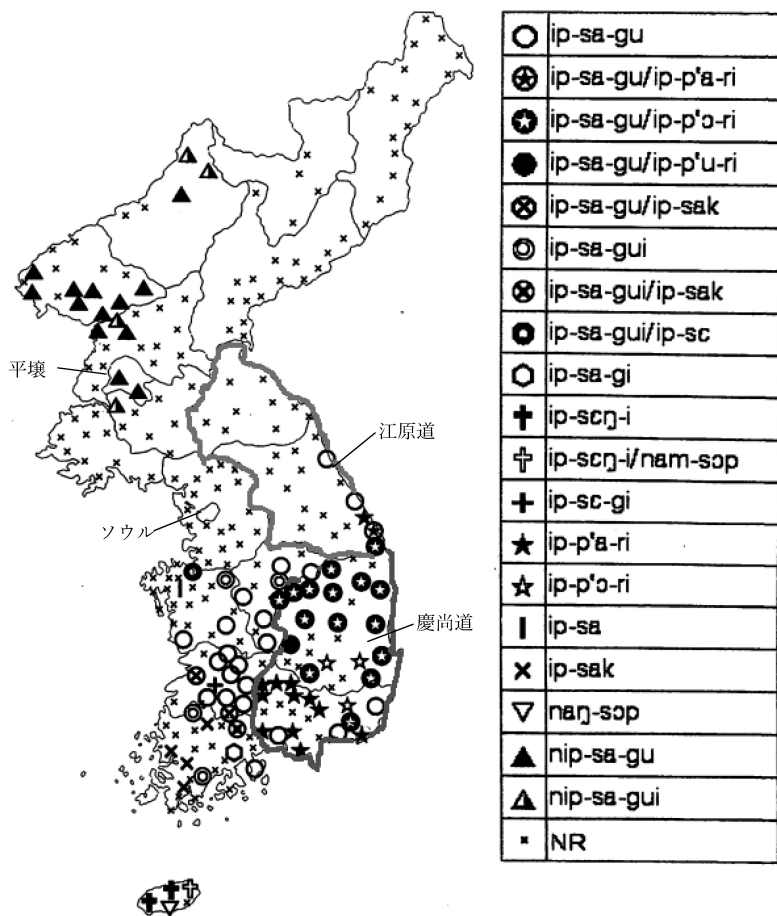 平壌
江原道
ソウル
慶尚道
ip-sa-gu
ip-sa-gu/ip-p'a-ri
ip-sa-gu/ip-p'ɔ-ri
ip-sa-gu/ip-p'u-ri
ip-sa-gu/ip-sak
ip-sa-gui
ip-sa-gui/ip-sak
ip-sa-gui/ip-sɛ
ip-sa-gi
ip-sɛŋ-i
ip-sɛŋ-i/nam-sɔp
ip-sɛ-gi
ip-p'a-ri
ip-p'ɔ-ri
ip-sa
ip-sak
naŋ-sɔp
nip-sa-gu
nip-sa-gui
NR